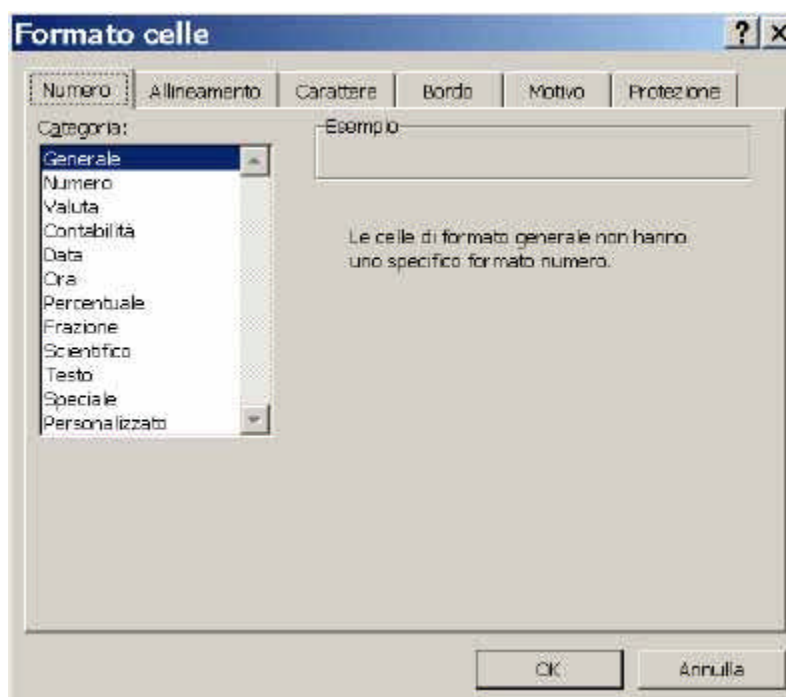 Formato celle
Numero Allineamento Carattere Bordo Motivo Protezione
Categoria:
Generale
Numero
Valuta
Contabilità
Data
Ora
Percentuale
Frazione
Scientifico
Testo
Speciale
Personalizzato
Esempio
Le celle di formato generale non hanno
uno specifico formato numero.
OK Annulla